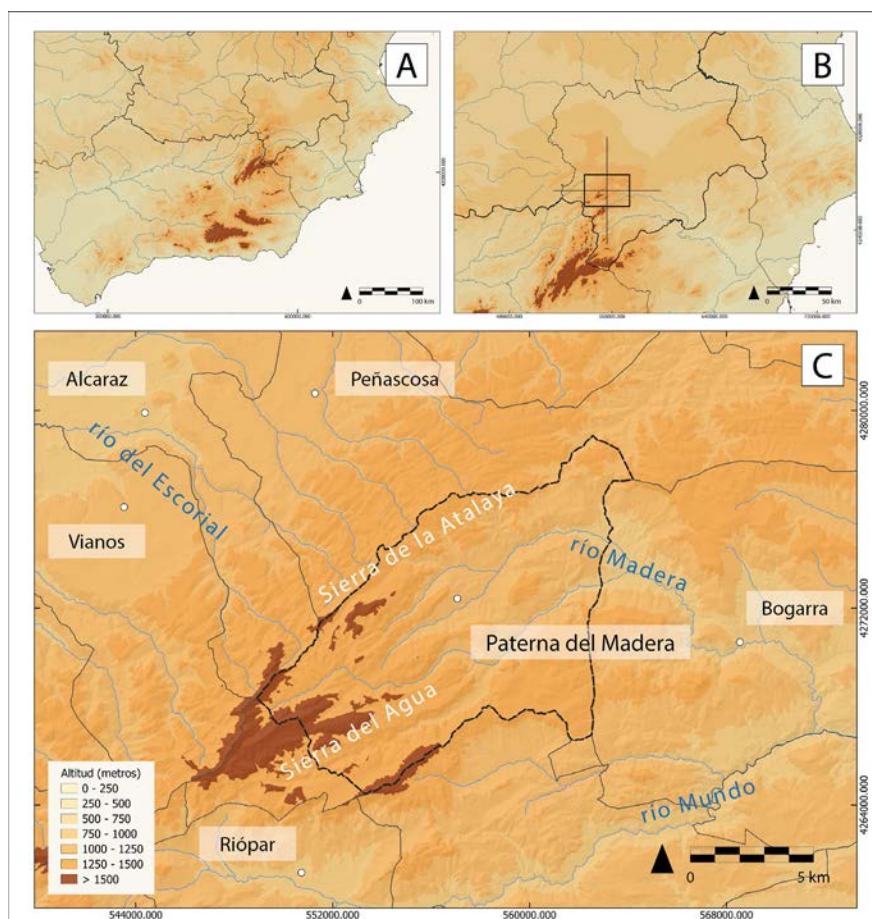 A
B
100 km
50 km
C
Alcaraz
Peñascosa
río del Escorial
Vianos
Sierra de la Atalaya
río Madera
Bogarra
Paterna del Madera
Sierra del Agua
río Mundo
Riópar
Altitud (metros)
0 - 250
250 - 500
500 - 750
750 - 1000
1000 - 1250
1250 - 1500
> 1500
0
5 km
4280000.000
4272000.000
4264000.000
544000.000
552000.000
560000.000
568000.000